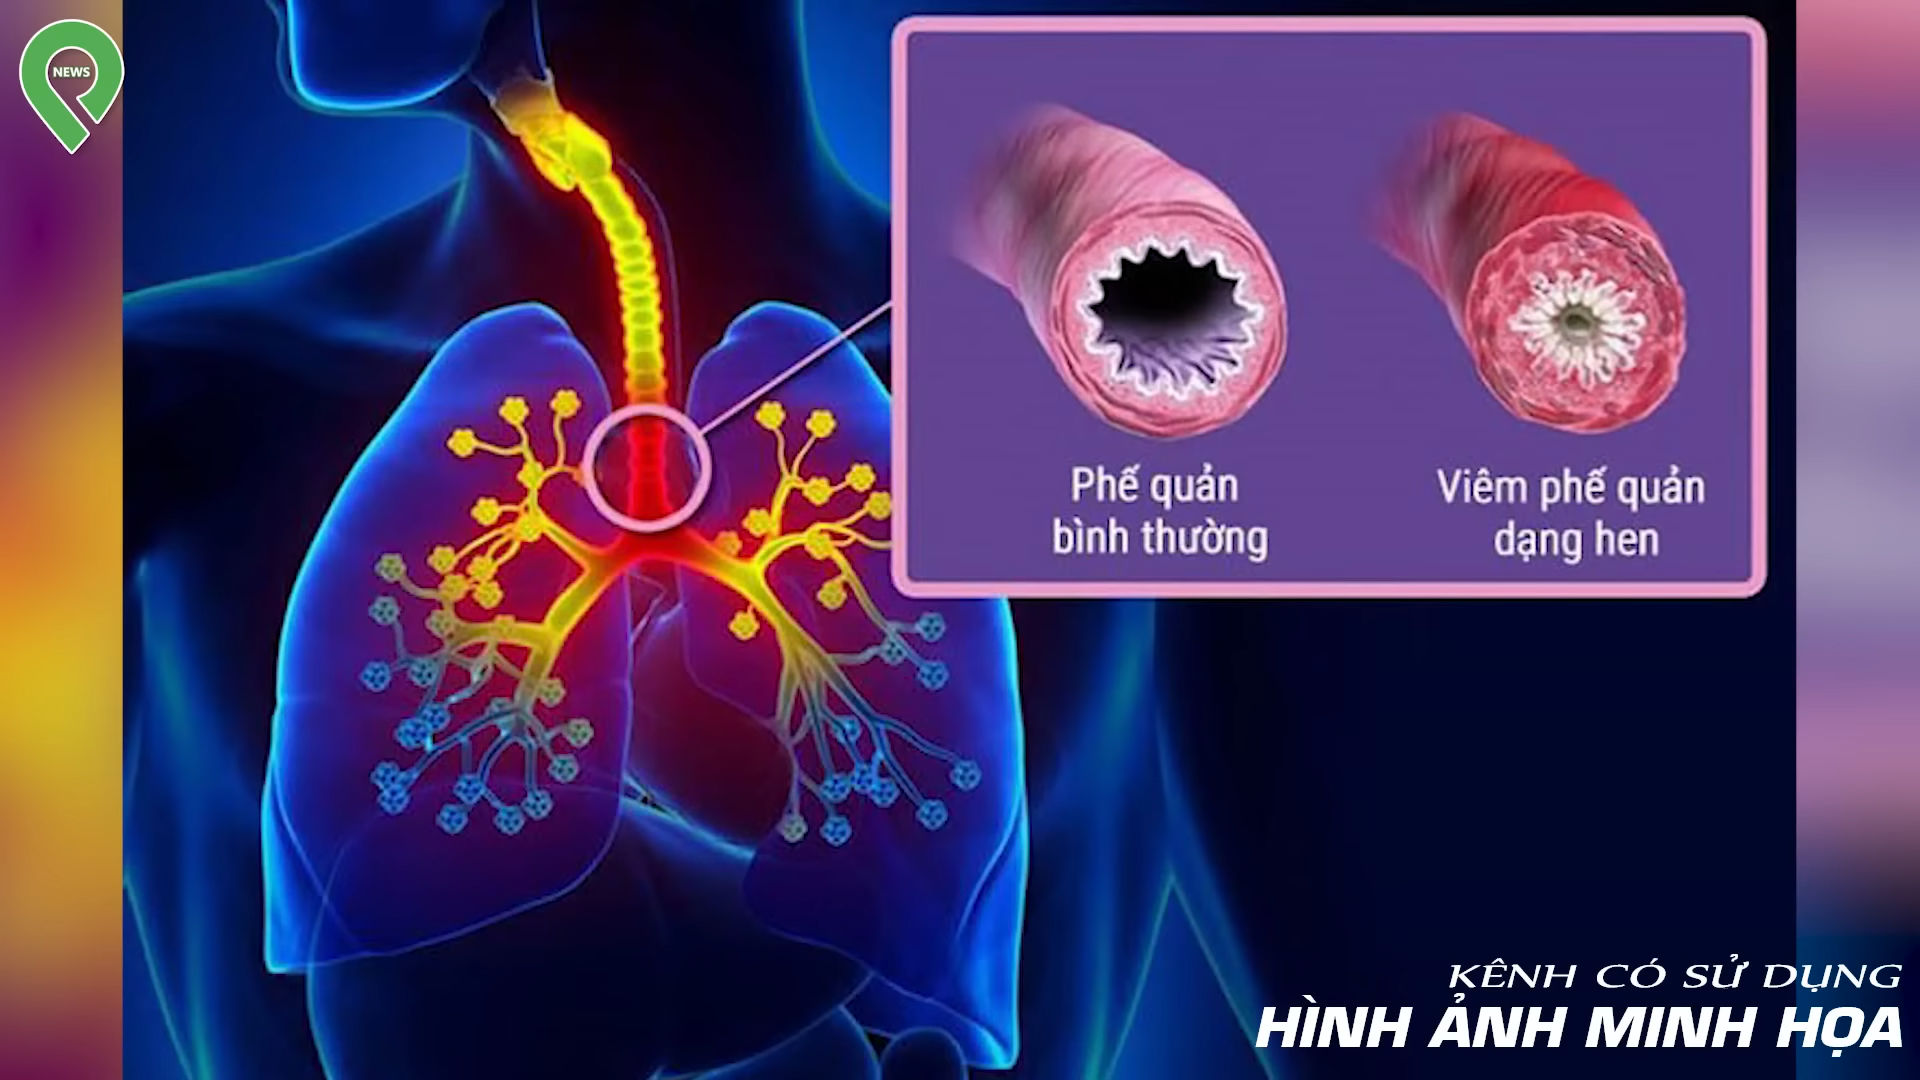 NEWS
Phế quản
bình thường
Viêm phế quản
dạng hen
KÊNH CÓ SỬ DỤNG
HÌNH ẢNH MINH HỌA